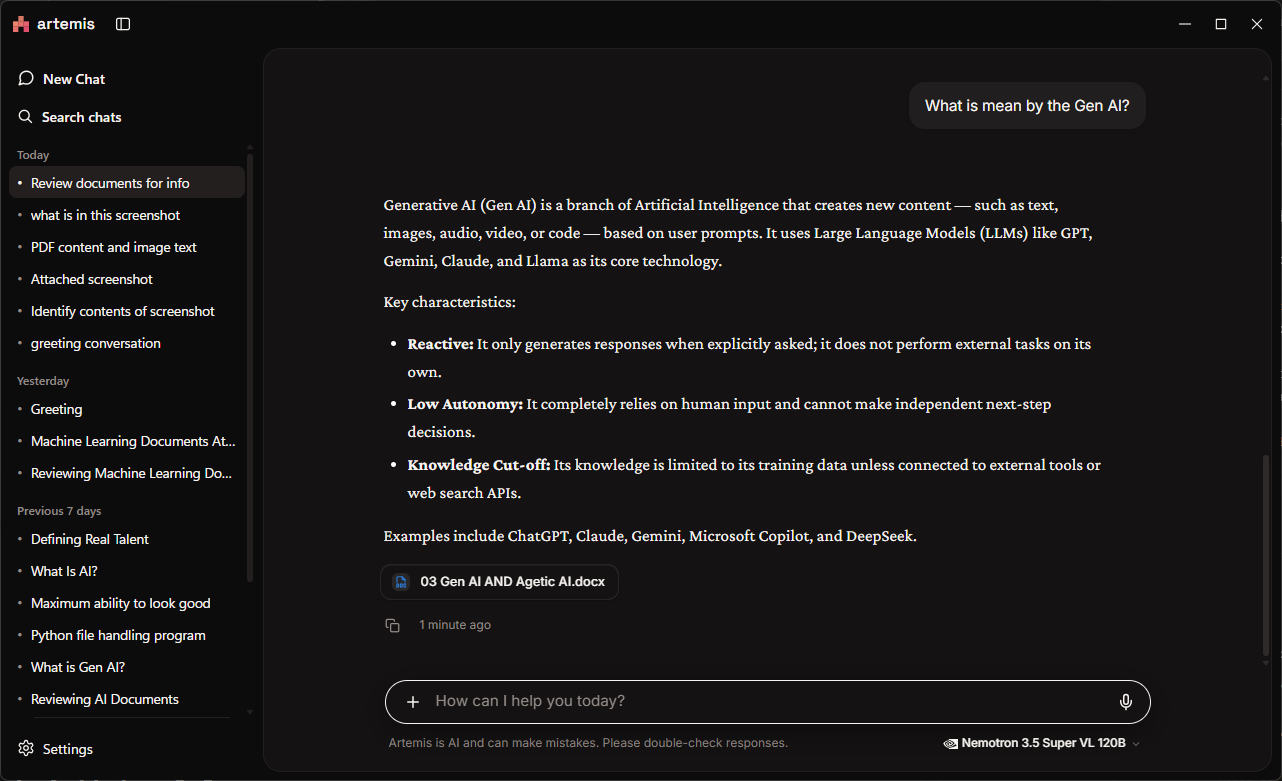 artemis
New Chat
Search chats
Today
Review documents for info
what is in this screenshot
PDF content and image text
Attached screenshot
Identify contents of screenshot
greeting conversation
Yesterday
Greeting
Machine Learning Documents At...
Reviewing Machine Learning Do...
Previous 7 days
Defining Real Talent
What Is AI?
Maximum ability to look good
Python file handling program
What is Gen AI?
Reviewing AI Documents
Settings
What is mean by the Gen AI?
Generative AI (Gen AI) is a branch of Artificial Intelligence that creates new content — such as text,
images, audio, video, or code — based on user prompts. It uses Large Language Models (LLMs) like GPT,
Gemini, Claude, and Llama as its core technology.
Key characteristics:
• Reactive: It only generates responses when explicitly asked; it does not perform external tasks on its
own.
• Low Autonomy: It completely relies on human input and cannot make independent next-step
decisions.
• Knowledge Cut-off: Its knowledge is limited to its training data unless connected to external tools or
web search APIs.
Examples include ChatGPT, Claude, Gemini, Microsoft Copilot, and DeepSeek.
03 Gen AI AND Agetic AI.docx
1 minute ago
How can I help you today?
Artemis is AI and can make mistakes. Please double-check responses.
Nemotron 3.5 Super VL 120B